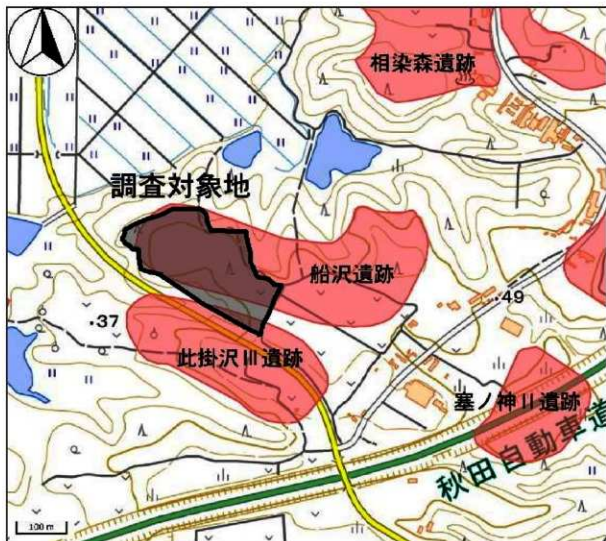 相染森遺跡
調査対象地
船沢遺跡
・49
・37
此掛沢Ⅲ遺跡
塞ノ神Ⅱ遺跡
秋田自動車道
100 m